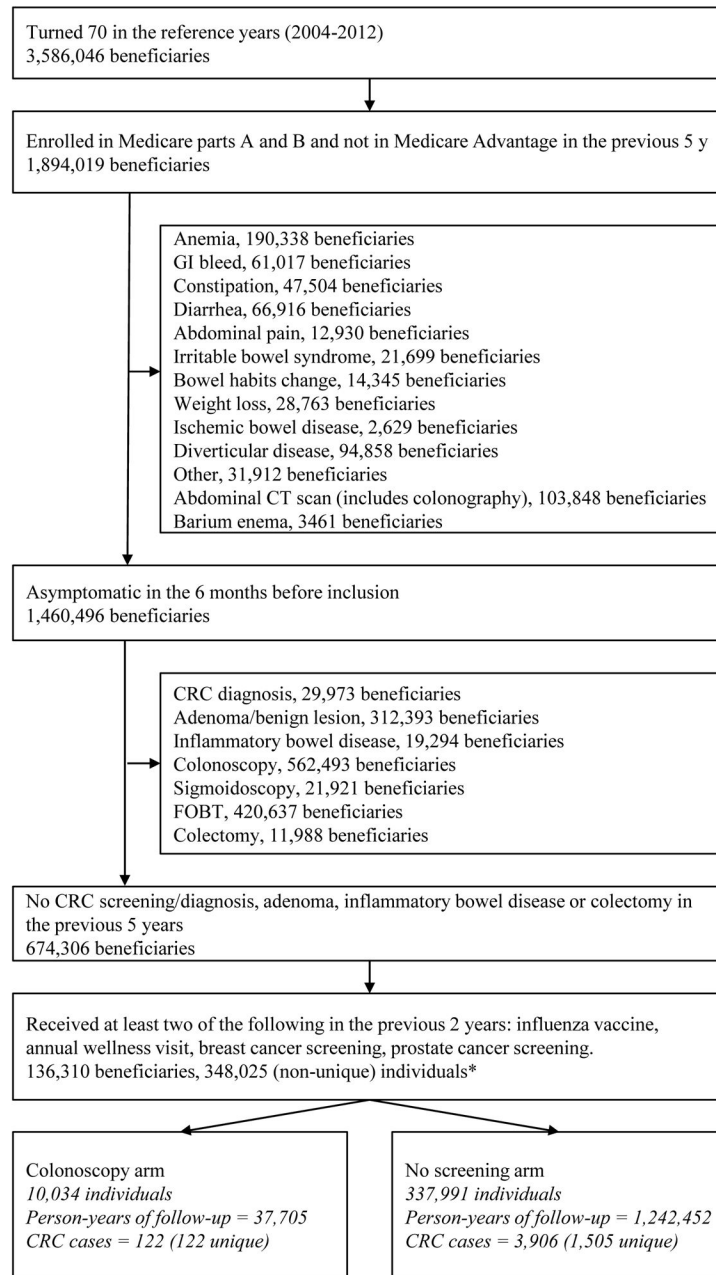 Turned 70 in the reference years (2004-2012)
3,586,046 beneficiaries
Enrolled in Medicare parts A and B and not in Medicare Advantage in the previous 5 y
1,894,019 beneficiaries
Anemia, 190,338 beneficiaries
GI bleed, 61,017 beneficiaries
Constipation, 47,504 beneficiaries
Diarrhea, 66,916 beneficiaries
Abdominal pain, 12,930 beneficiaries
Irritable bowel syndrome, 21,699 beneficiaries
Bowel habits change, 14,345 beneficiaries
Weight loss, 28,763 beneficiaries
Ischemic bowel disease, 2,629 beneficiaries
Diverticular disease, 94,858 beneficiaries
Other, 31,912 beneficiaries
Abdominal CT scan (includes colonography), 103,848 beneficiaries
Barium enema, 3461 beneficiaries
Asymptomatic in the 6 months before inclusion
1,460,496 beneficiaries
CRC diagnosis, 29,973 beneficiaries
Adenoma/benign lesion, 312,393 beneficiaries
Inflammatory bowel disease, 19,294 beneficiaries
Colonoscopy, 562,493 beneficiaries
Sigmoidoscopy, 21,921 beneficiaries
FOBT, 420,637 beneficiaries
Colectomy, 11,988 beneficiaries
No CRC screening/diagnosis, adenoma, inflammatory bowel disease or colectomy in
the previous 5 years
674,306 beneficiaries
Received at least two of the following in the previous 2 years: influenza vaccine,
annual wellness visit, breast cancer screening, prostate cancer screening.
136,310 beneficiaries, 348,025 (non-unique) individuals*
Colonoscopy arm
10,034 individuals
Person-years of follow-up = 37,705
CRC cases = 122 (122 unique)
No screening arm
337,991 individuals
Person-years of follow-up = 1,242,452
CRC cases = 3,906 (1,505 unique)